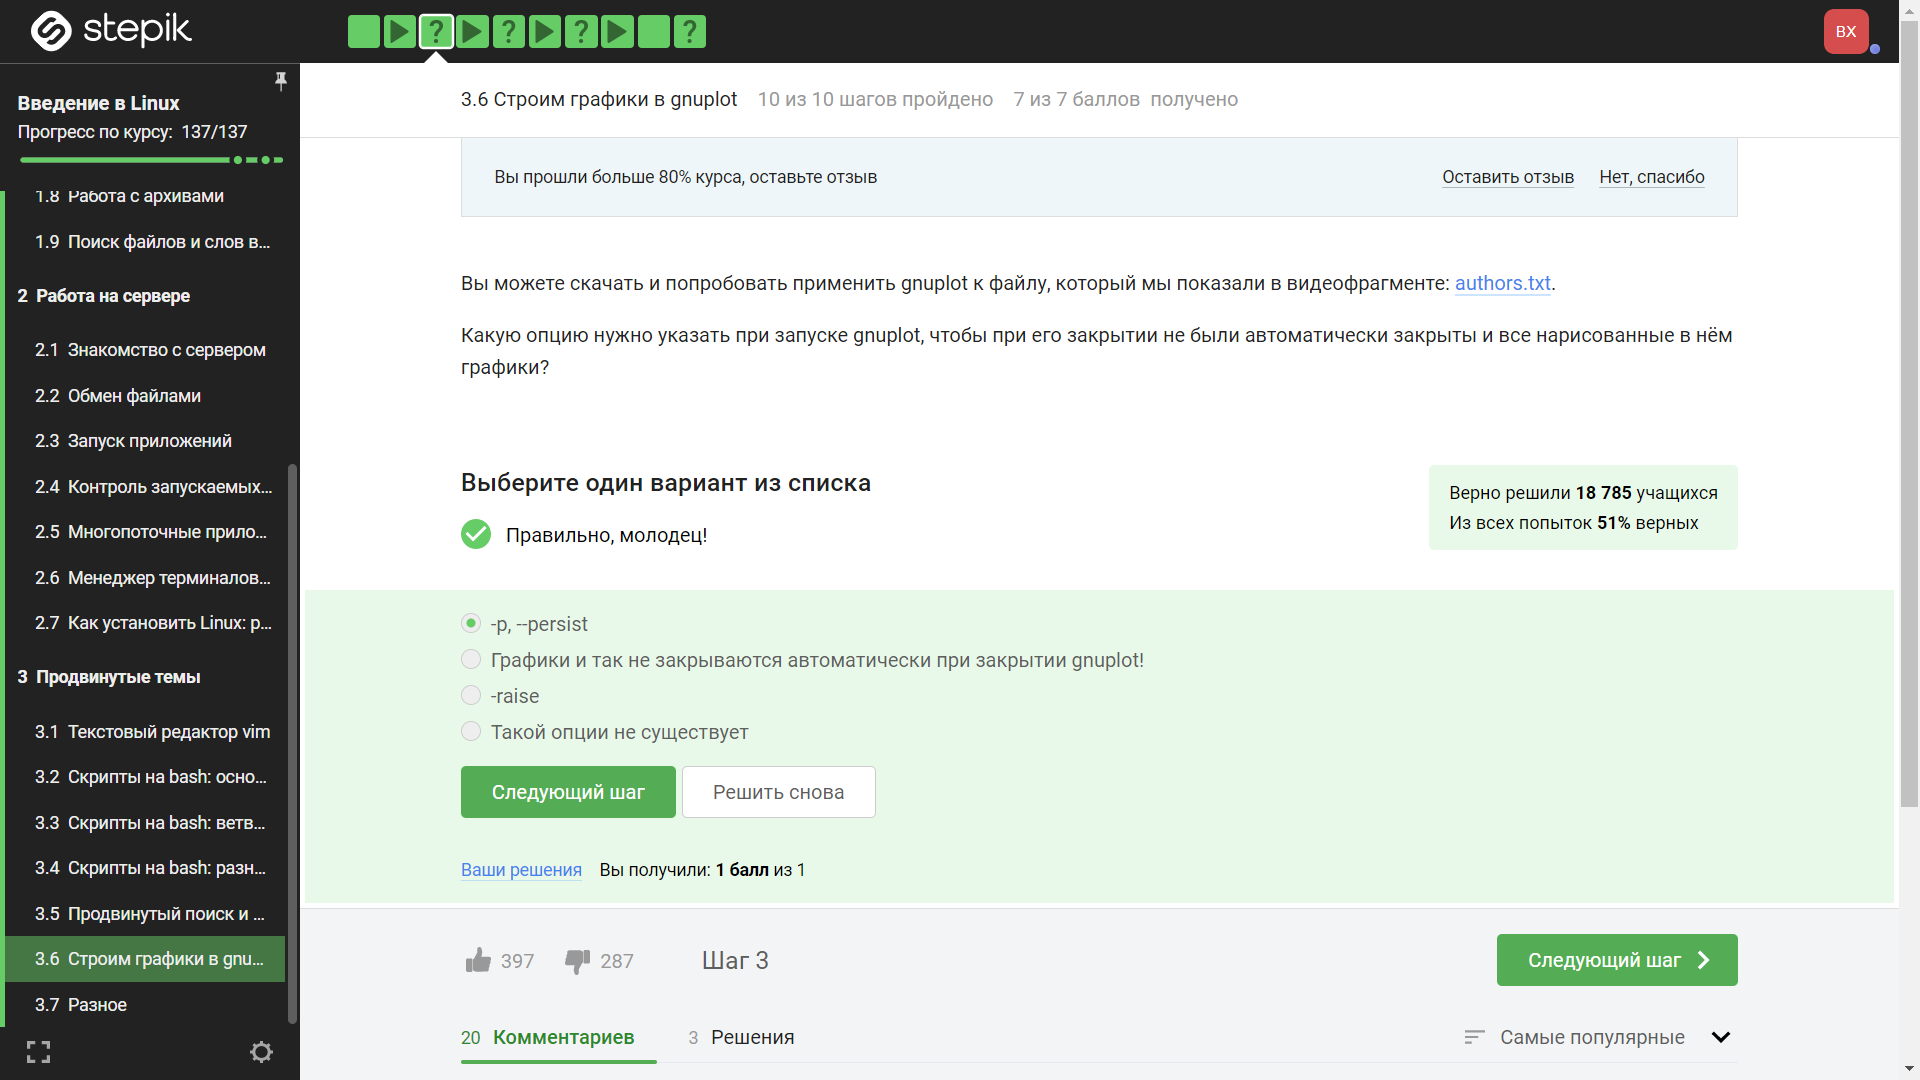 stepik
? ? ? ?
ВХ
Введение в Linux
Прогресс по курсу: 137/137
1.8 Работа с архивами
1.9 Поиск файлов и слов в...
2 Работа на сервере
2.1 Знакомство с сервером
2.2 Обмен файлами
2.3 Запуск приложений
2.4 Контроль запускаемых...
2.5 Многопоточные прило...
2.6 Менеджер терминалов...
2.7 Как установить Linux: р...
3 Продвинутые темы
3.1 Текстовый редактор vim
3.2 Скрипты на bash: осно...
3.3 Скрипты на bash: ветв...
3.4 Скрипты на bash: разн...
3.5 Продвинутый поиск и ...
3.6 Строим графики в gnu...
3.7 Разное
3.6 Строим графики в gnuplot 10 из 10 шагов пройдено 7 из 7 баллов получено
Вы прошли больше 80% курса, оставьте отзыв Оставить отзыв Нет, спасибо
Вы можете скачать и попробовать применить gnuplot к файлу, который мы показали в видеофрагменте: authors.txt.
Какую опцию нужно указать при запуске gnuplot, чтобы при его закрытии не были автоматически закрыты и все нарисованные в нём
графики?
Выберите один вариант из списка
Правильно, молодец!
Верно решили 18 785 учащихся
Из всех попыток 51% верных
-p, --persist
Графики и так не закрываются автоматически при закрытии gnuplot!
-raise
Такой опции не существует
Следующий шаг Решить снова
Ваши решения Вы получили: 1 балл из 1
397 287 Шаг 3 Следующий шаг
20 Комментариев 3 Решения Самые популярные